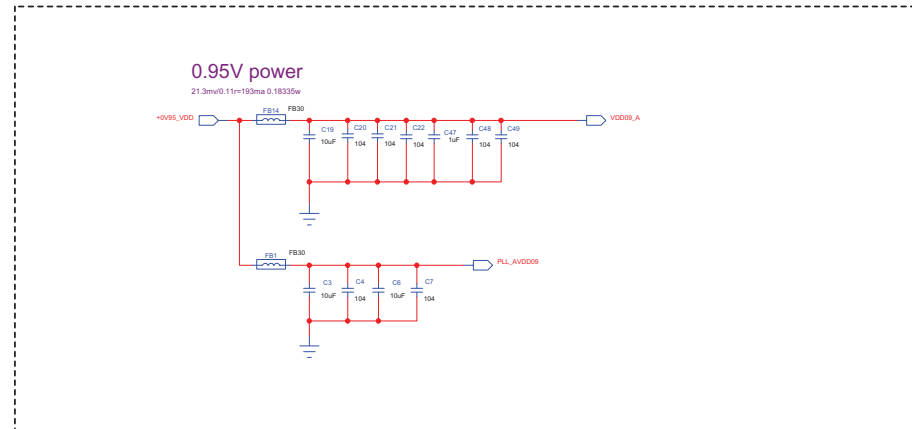 0.95V power
21.3mv/0.11r=193ma 0.18335w
+0V95_VDD
FB14
FB30
C19
10uF
C20
104
C21
104
C22
104
C47
1uF
C48
104
C49
104
VDD09_A
FB1
FB30
C3
10uF
C4
104
C6
10uF
C7
104
PLL_AVDD09